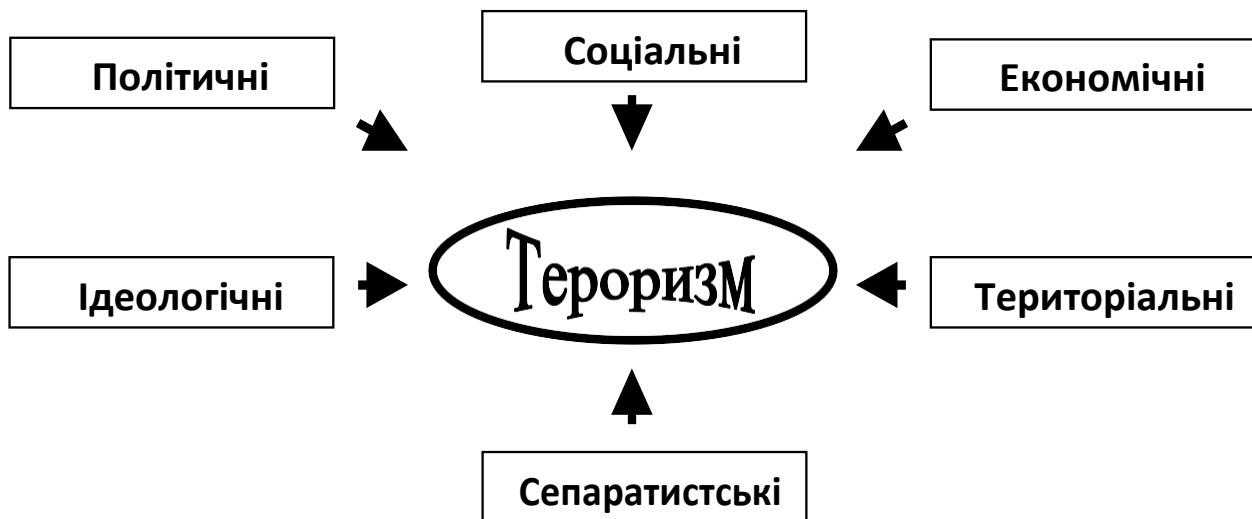 Політичні
Соціальні
Економічні
Ідеологічні
Тероризм
Територіальні
Сепаратистські